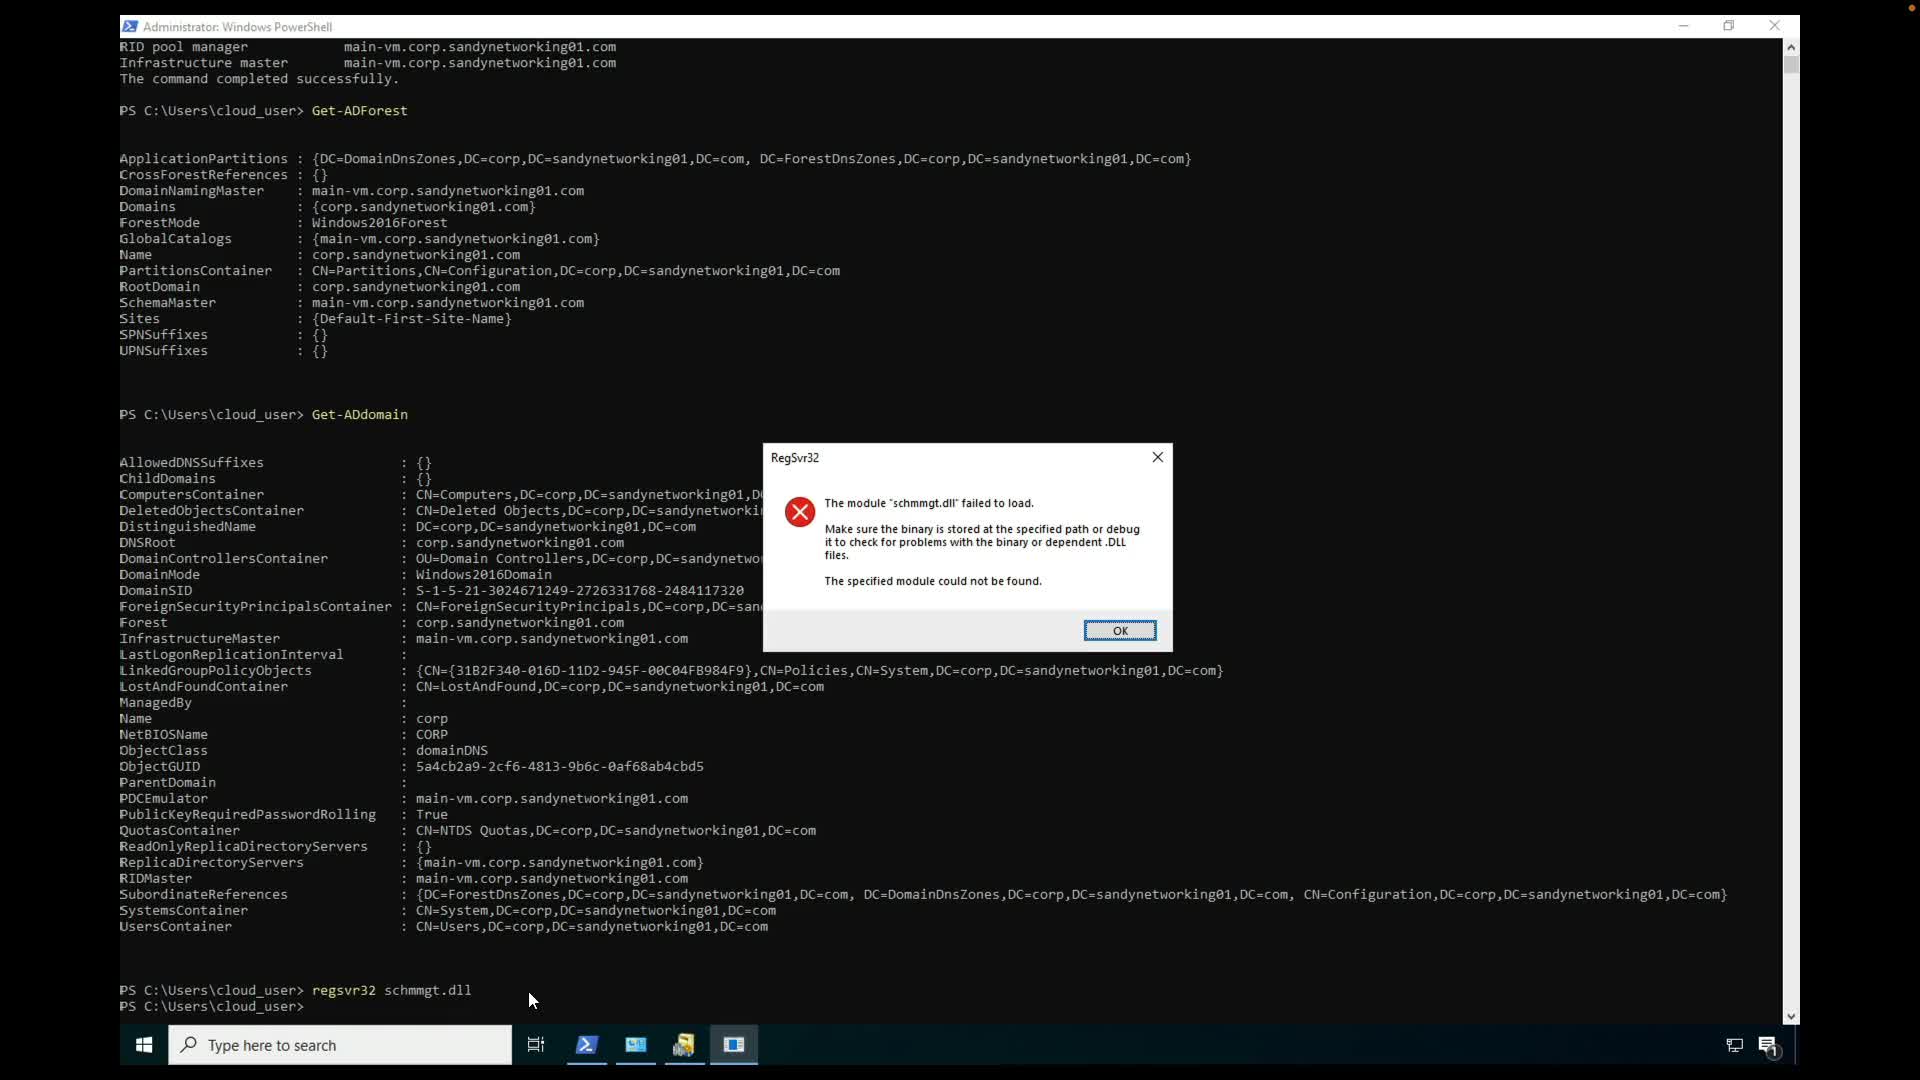 Administrator: Windows PowerShell
RID pool manager            main-vm.corp.sandynetworking01.com
Infrastructure master       main-vm.corp.sandynetworking01.com
The command completed successfully.
PS C:\Users\cloud_user> Get-ADForest
ApplicationPartitions : {DC=DomainDnsZones,DC=corp,DC=sandynetworking01,DC=com, DC=ForestDnsZones,DC=corp,DC=sandynetworking01,DC=com}
CrossForestReferences : {}
DomainNamingMaster    : main-vm.corp.sandynetworking01.com
Domains               : {corp.sandynetworking01.com}
ForestMode            : Windows2016Forest
GlobalCatalogs        : {main-vm.corp.sandynetworking01.com}
Name                  : corp.sandynetworking01.com
PartitionsContainer   : CN=Partitions,CN=Configuration,DC=corp,DC=sandynetworking01,DC=com
RootDomain            : corp.sandynetworking01.com
SchemaMaster          : main-vm.corp.sandynetworking01.com
Sites                 : {Default-First-Site-Name}
SPNSuffixes           : {}
UPNSuffixes           : {}
PS C:\Users\cloud_user> Get-ADdomain
AllowedDNSSuffixes                 : {}
ChildDomains                       : {}
ComputersContainer                 : CN=Computers,DC=corp,DC=sandynetworking01,D
DeletedObjectsContainer            : CN=Deleted Objects,DC=corp,DC=sandynetworki
DistinguishedName                  : DC=corp,DC=sandynetworking01,DC=com
DNSRoot                            : corp.sandynetworking01.com
DomainControllersContainer         : OU=Domain Controllers,DC=corp,DC=sandynetwo
DomainMode                         : Windows2016Domain
DomainSID                          : S-1-5-21-3024671249-2726331768-2484117320
ForeignSecurityPrincipalsContainer : CN=ForeignSecurityPrincipals,DC=corp,DC=san
Forest                             : corp.sandynetworking01.com
InfrastructureMaster               : main-vm.corp.sandynetworking01.com
LastLogonReplicationInterval       :
LinkedGroupPolicyObjects           : {CN={31B2F340-016D-11D2-945F-00C04FB984F9},CN=Policies,CN=System,DC=corp,DC=sandynetworking01,DC=com}
LostAndFoundContainer              : CN=LostAndFound,DC=corp,DC=sandynetworking01,DC=com
ManagedBy                          :
Name                               : corp
NetBIOSName                        : CORP
ObjectClass                        : domainDNS
ObjectGUID                         : 5a4cb2a9-2cf6-4813-9b6c-0af68ab4cbd5
ParentDomain                       :
PDCEmulator                        : main-vm.corp.sandynetworking01.com
PublicKeyRequiredPasswordRolling   : True
QuotasContainer                    : CN=NTDS Quotas,DC=corp,DC=sandynetworking01,DC=com
ReadOnlyReplicaDirectoryServers    : {}
ReplicaDirectoryServers            : {main-vm.corp.sandynetworking01.com}
RIDMaster                          : main-vm.corp.sandynetworking01.com
SubordinateReferences              : {DC=ForestDnsZones,DC=corp,DC=sandynetworking01,DC=com, DC=DomainDnsZones,DC=corp,DC=sandynetworking01,DC=com, CN=Configuration,DC=corp,DC=sandynetworking01,DC=com}
SystemsContainer                   : CN=System,DC=corp,DC=sandynetworking01,DC=com
UsersContainer                     : CN=Users,DC=corp,DC=sandynetworking01,DC=com
PS C:\Users\cloud_user> regsvr32 schmmgt.dll
PS C:\Users\cloud_user>
RegSvr32
The module "schmmgt.dll" failed to load.
Make sure the binary is stored at the specified path or debug
it to check for problems with the binary or dependent .DLL
files.
The specified module could not be found.
OK
Type here to search
1